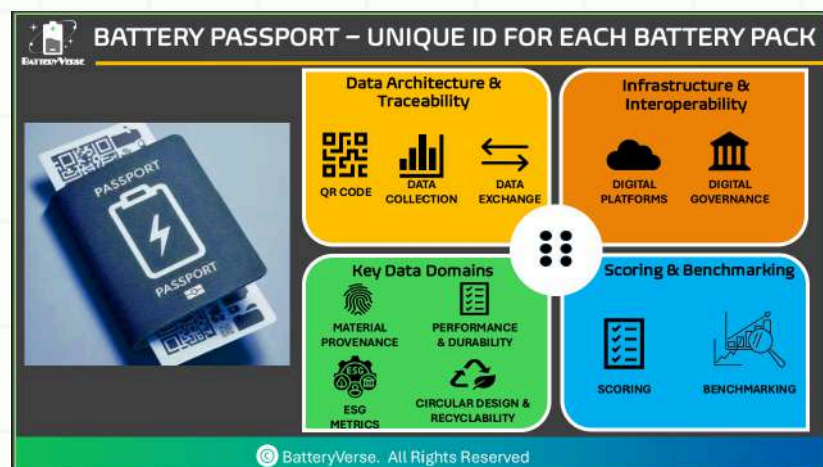 BATTERY PASSPORT – UNIQUE ID FOR EACH BATTERY PACK
BATTERYVERSE
PASSPORT
PASSPORT
Data Architecture &
Traceability
QR CODE
DATA
COLLECTION
DATA
EXCHANGE
Infrastructure &
Interoperability
DIGITAL
PLATFORMS
DIGITAL
GOVERNANCE
Key Data Domains
MATERIAL
PROVENANCE
PERFORMANCE
& DURABILITY
ESG
ESG
METRICS
CIRCULAR DESIGN &
RECYCLABILITY
Scoring & Benchmarking
SCORING
BENCHMARKING
© BatteryVerse. All Rights Reserved